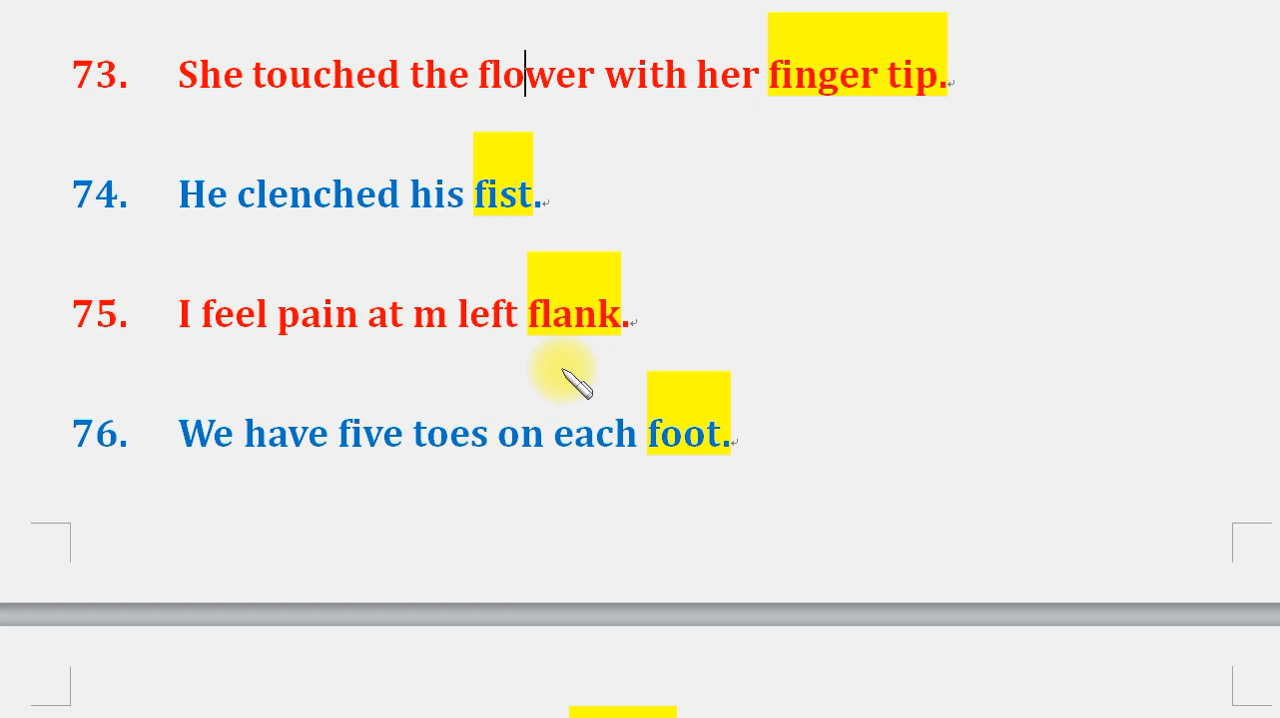 73. She touched the flower with her finger tip.
74. He clenched his fist.
75. I feel pain at m left flank.
76. We have five toes on each foot.